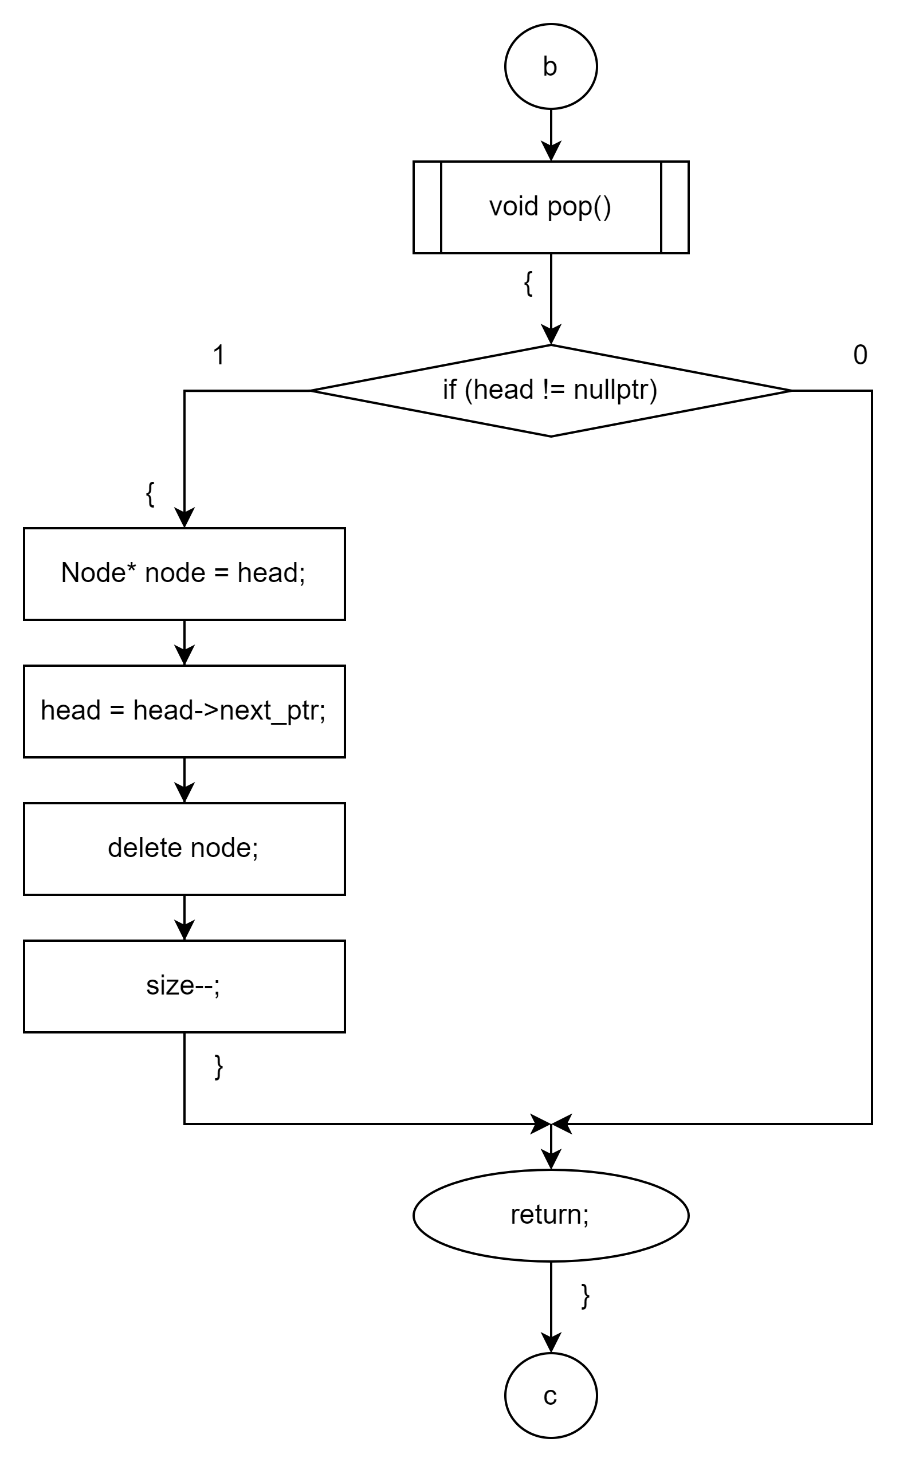 b
void pop()
{
1
0
if (head != nullptr)
{
Node* node = head;
head = head->next_ptr;
delete node;
size--;
}
return;
}
c